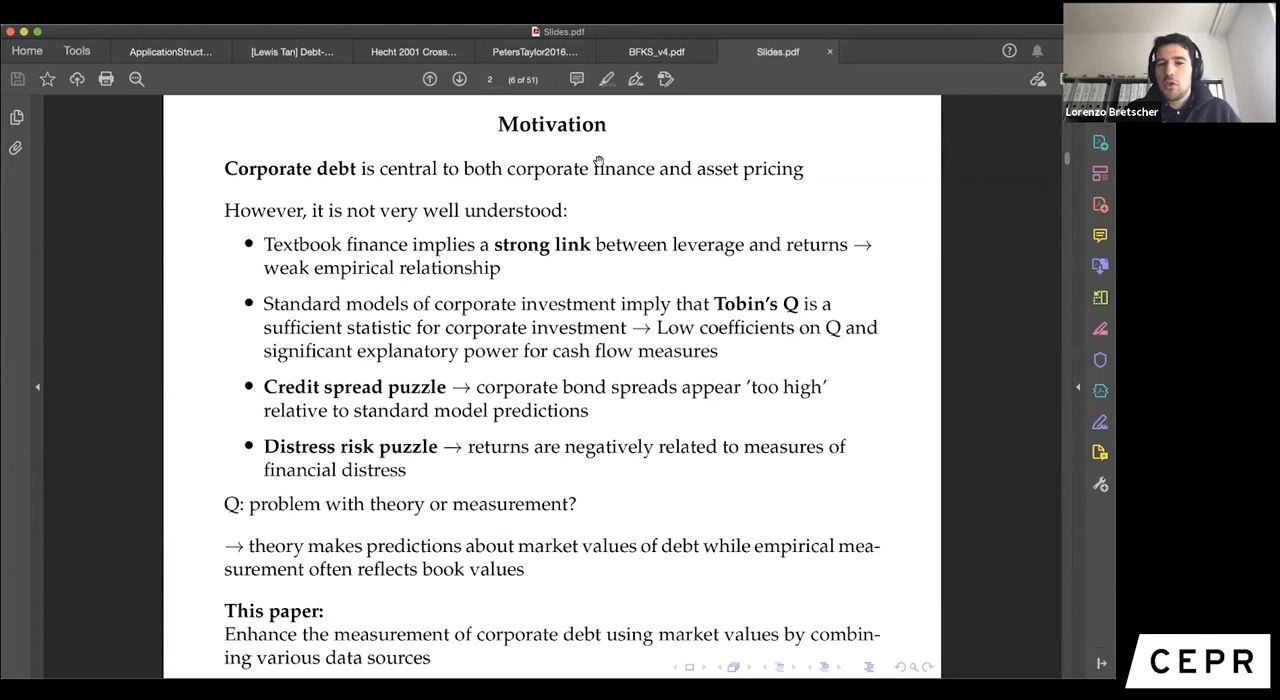 Slides.pdf
Home
Tools
ApplicationStruct...
[Lewis Tan] Debt-...
Hecht 2001 Cross...
PetersTaylor2016....
BFKS_v4.pdf
Slides.pdf
×
2
(6 of 51)
Lorenzo Bretscher
Motivation
Corporate debt is central to both corporate finance and asset pricing
However, it is not very well understood:
• Textbook finance implies a strong link between leverage and returns →
weak empirical relationship
• Standard models of corporate investment imply that Tobin's Q is a
sufficient statistic for corporate investment → Low coefficients on Q and
significant explanatory power for cash flow measures
• Credit spread puzzle → corporate bond spreads appear 'too high'
relative to standard model predictions
• Distress risk puzzle → returns are negatively related to measures of
financial distress
Q: problem with theory or measurement?
→ theory makes predictions about market values of debt while empirical mea-
surement often reflects book values
This paper:
Enhance the measurement of corporate debt using market values by combin-
ing various data sources
CEPR